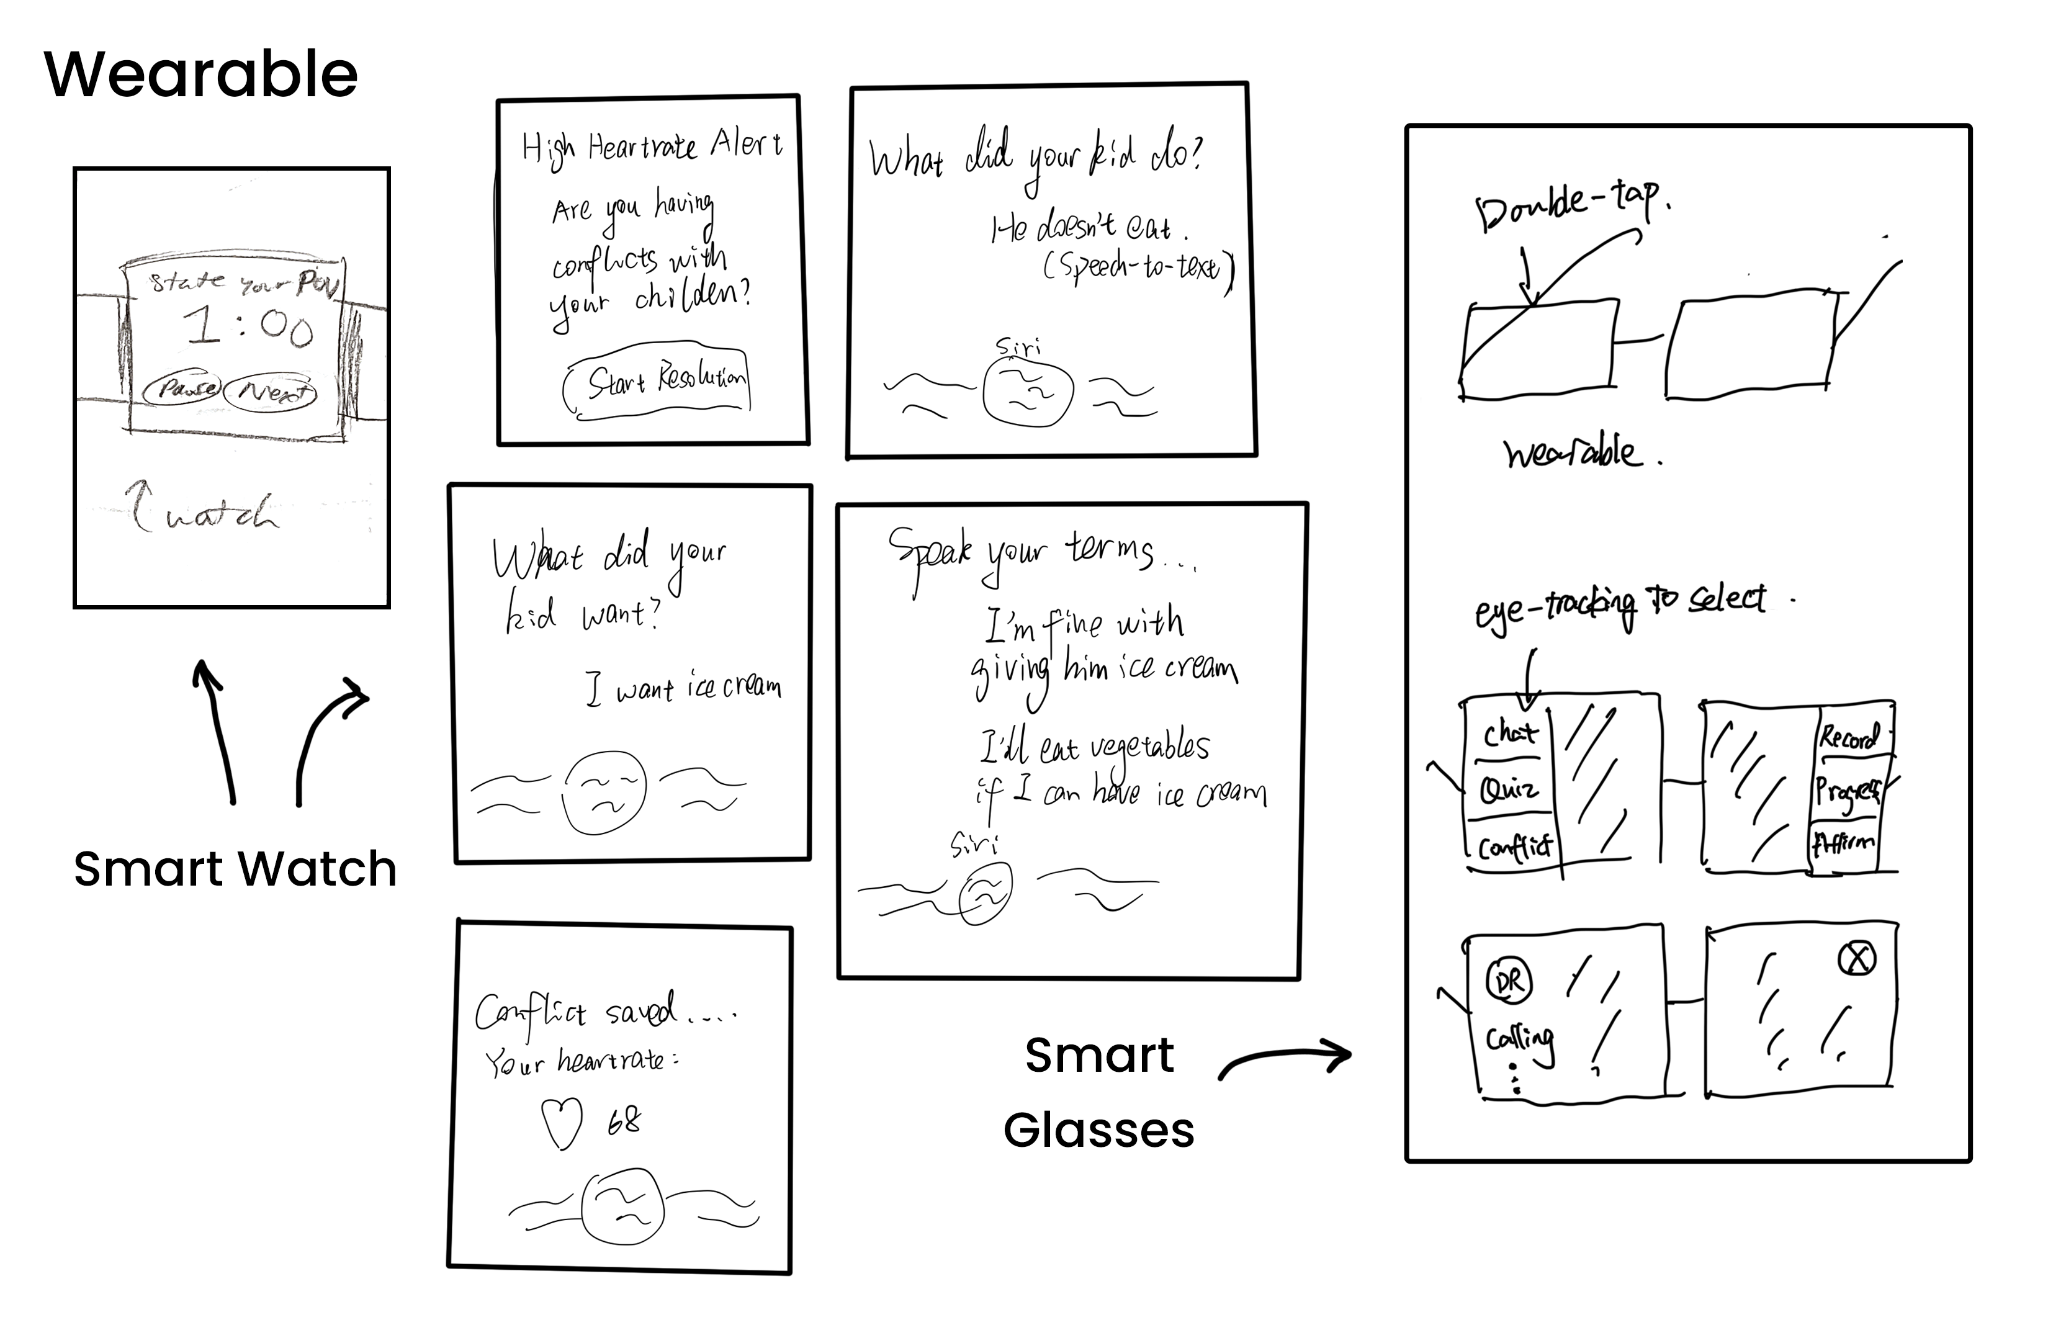 Wearable
State your POV
1:00
Pause
Next
watch
Smart Watch
High Heartrate Alert
Are you having
conflicts with
your childen?
Start Resolution
What did your kid do?
He doesn't eat.
(Speech-to-text)
Siri
What did your
kid want?
I want ice cream
Speak your terms...
I'm fine with
giving him ice cream
I'll eat vegetables
if I can have ice cream
Siri
Conflict saved....
Your heartrate:
68
Smart
Glasses
Double-tap.
Wearable.
eye-tracking to select.
Chat
Quiz
Conflict
Record
Progress
Affirm
DR
Calling
X